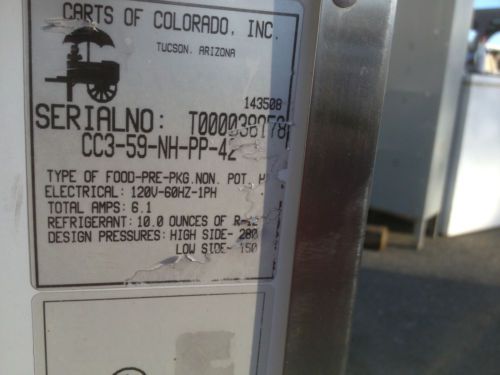 CARTS OF COLORADO, INC.
TUCSON, ARIZONA
143508
SERIALNO:
CC3-59-NH-PP-42
TYPE OF FOOD-PRE-PKG.NON. POT. H
ELECTRICAL: 120V-60HZ-1PH
TOTAL AMPS: 6.1
REFRIGERANT: 10.0 OUNCES OF
DESIGN PRESSURES: HIGH SIDE- 280
LOW SIDE- 150